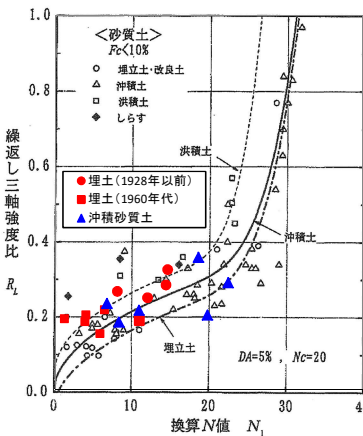 1.0
0.8
0.6
0.4
0.2
0.0
繰返し三軸強度比 RL
<砂質土>
Fc<10%
埋立土・改良土
沖積土
洪積土
しらす
埋土(1928年以前)
埋土(1960年代)
沖積砂質土
洪積土
沖積土
埋立土
DA=5% , Nc=20
0 10 20 30 4
換算N値 N1